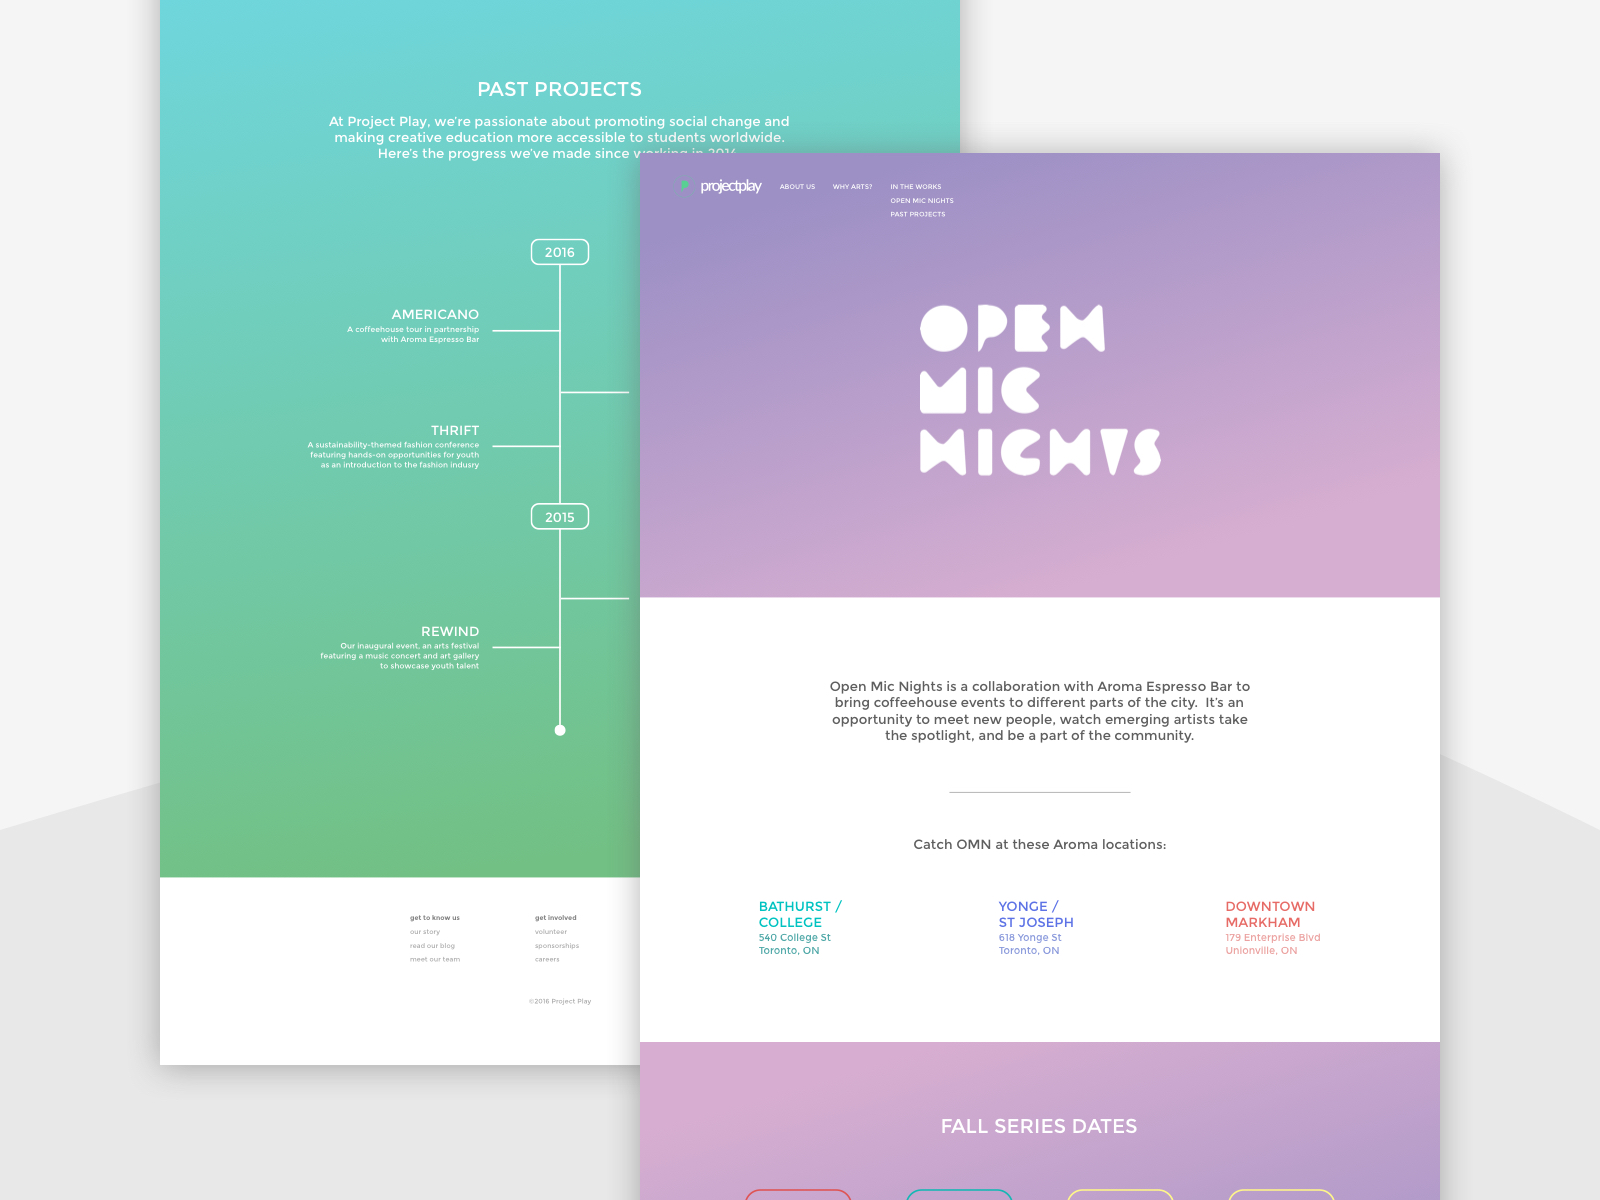 PAST PROJECTS
At Project Play, we're passionate about promoting social change and
making creative education more accessible to students worldwide.
Here's the progress we've made since working in 2014
2016
AMERICANO
A coffeehouse tour in partnership
with Aroma Espresso Bar
THRIFT
A sustainability-themed fashion conference
featuring hands-on opportunities for youth
as an introduction to the fashion indusry
2015
REWIND
Our inaugural event, an arts festival
featuring a music concert and art gallery
to showcase youth talent
get to know us
our story
read our blog
meet our team
get involved
volunteer
sponsorships
careers
©2016 Project Play
projectplay
ABOUT US
WHY ARTS?
IN THE WORKS
OPEN MIC NIGHTS
PAST PROJECTS
OPEN
MIC
NIGHTS
Open Mic Nights is a collaboration with Aroma Espresso Bar to
bring coffeehouse events to different parts of the city.  It's an
opportunity to meet new people, watch emerging artists take
the spotlight, and be a part of the community.
Catch OMN at these Aroma locations:
BATHURST /
COLLEGE
540 College St
Toronto, ON
YONGE /
ST JOSEPH
618 Yonge St
Toronto, ON
DOWNTOWN
MARKHAM
179 Enterprise Blvd
Unionville, ON
FALL SERIES DATES